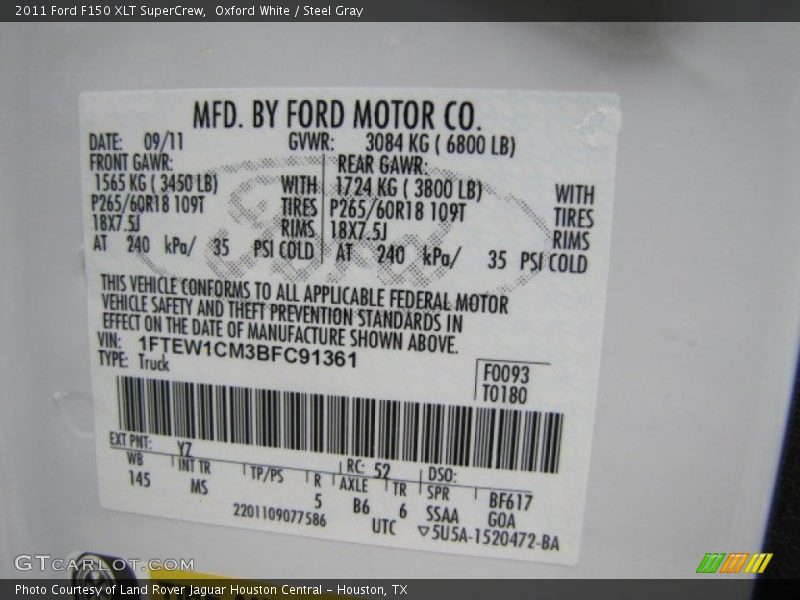 2011 Ford F150 XLT SuperCrew, Oxford White / Steel Gray
MFD. BY FORD MOTOR CO.
DATE: 09/11 GVWR: 3084 KG ( 6800 LB)
FRONT GAWR: REAR GAWR:
1565 KG ( 3450 LB) WITH 1724 KG ( 3800 LB) WITH
P265/60R18 109T TIRES P265/60R18 109T TIRES
18X7.5J RIMS 18X7.5J RIMS
AT 240 kPa/ 35 PSI COLD AT 240 kPa/ 35 PSI COLD
THIS VEHICLE CONFORMS TO ALL APPLICABLE FEDERAL MOTOR
VEHICLE SAFETY AND THEFT PREVENTION STANDARDS IN
EFFECT ON THE DATE OF MANUFACTURE SHOWN ABOVE.
VIN: 1FTEW1CM3BFC91361
TYPE: Truck
F0093
T0180
EXT PNT: YZ RC: 52 DSO:
WB INT TR TP/PS R AXLE TR SPR BF617
145 MS 5 B6 6 SSAA GOA
2201109077586 UTC ▽5U5A-1520472-BA
Ford
GTCARLOT.COM
Photo Courtesy of Land Rover Jaguar Houston Central – Houston, TX